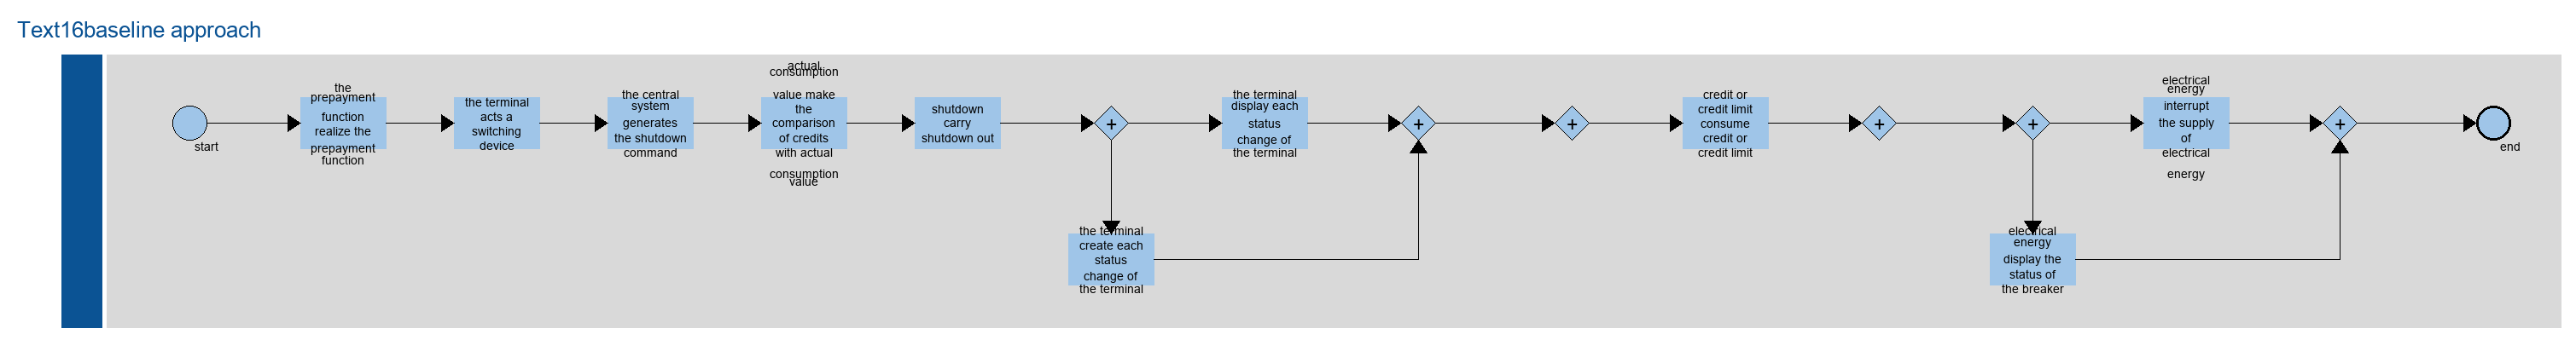 Text16baseline approach
start
the
prepayment
function
realize the
prepayment
function
the terminal
acts a
switching
device
the central
system
generates
the shutdown
command
actual
consumption
value make
the
comparison
of credits
with actual
consumption
value
shutdown
carry
shutdown out
+
the terminal
display each
status
change of
the terminal
+
+
credit or
credit limit
consume
credit or
credit limit
+
+
electrical
energy
interrupt
the supply
of
electrical
energy
+
end
the terminal
create each
status
change of
the terminal
electrical
energy
display the
status of
the breaker